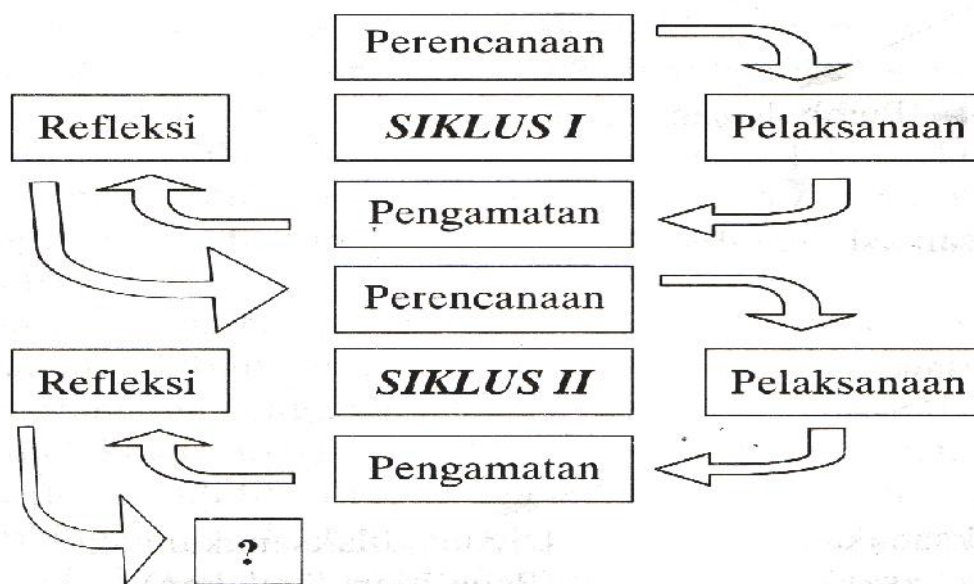 Perencanaan
Refleksi
SIKLUS I
Pelaksanaan
Pengamatan
Perencanaan
Refleksi
SIKLUS II
Pelaksanaan
Pengamatan
?